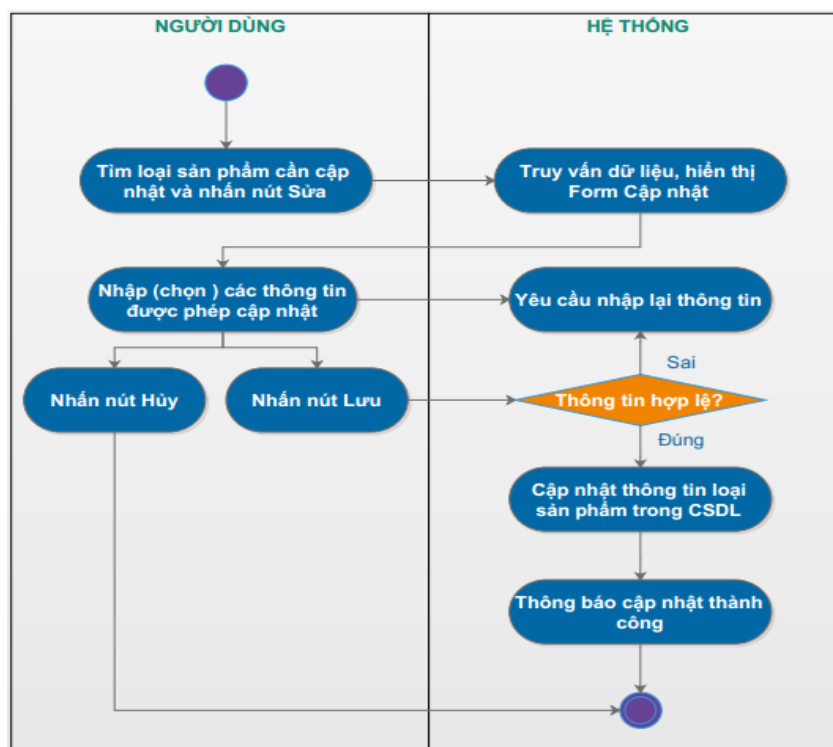 NGƯỜI DÙNG
HỆ THỐNG
Tìm loại sản phẩm cần cập
nhật và nhấn nút Sửa
Truy vấn dữ liệu, hiển thị
Form Cập nhật
Nhập (chọn ) các thông tin
được phép cập nhật
Yêu cầu nhập lại thông tin
Sai
Nhấn nút Hủy
Nhấn nút Lưu
Thông tin hợp lệ?
Đúng
Cập nhật thông tin loại
sản phẩm trong CSDL
Thông báo cập nhật thành
công